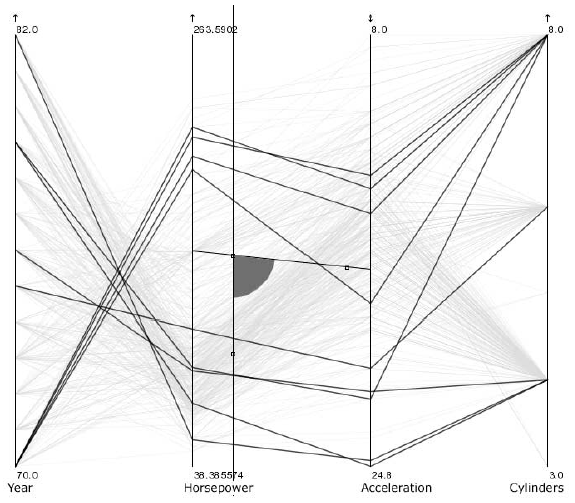 ↑ ↑ ↕ ↑
82.0 263.5902 8.0 8.0
70.0 38.385574 24.8 3.0
Year Horsepower Acceleration Cylinders